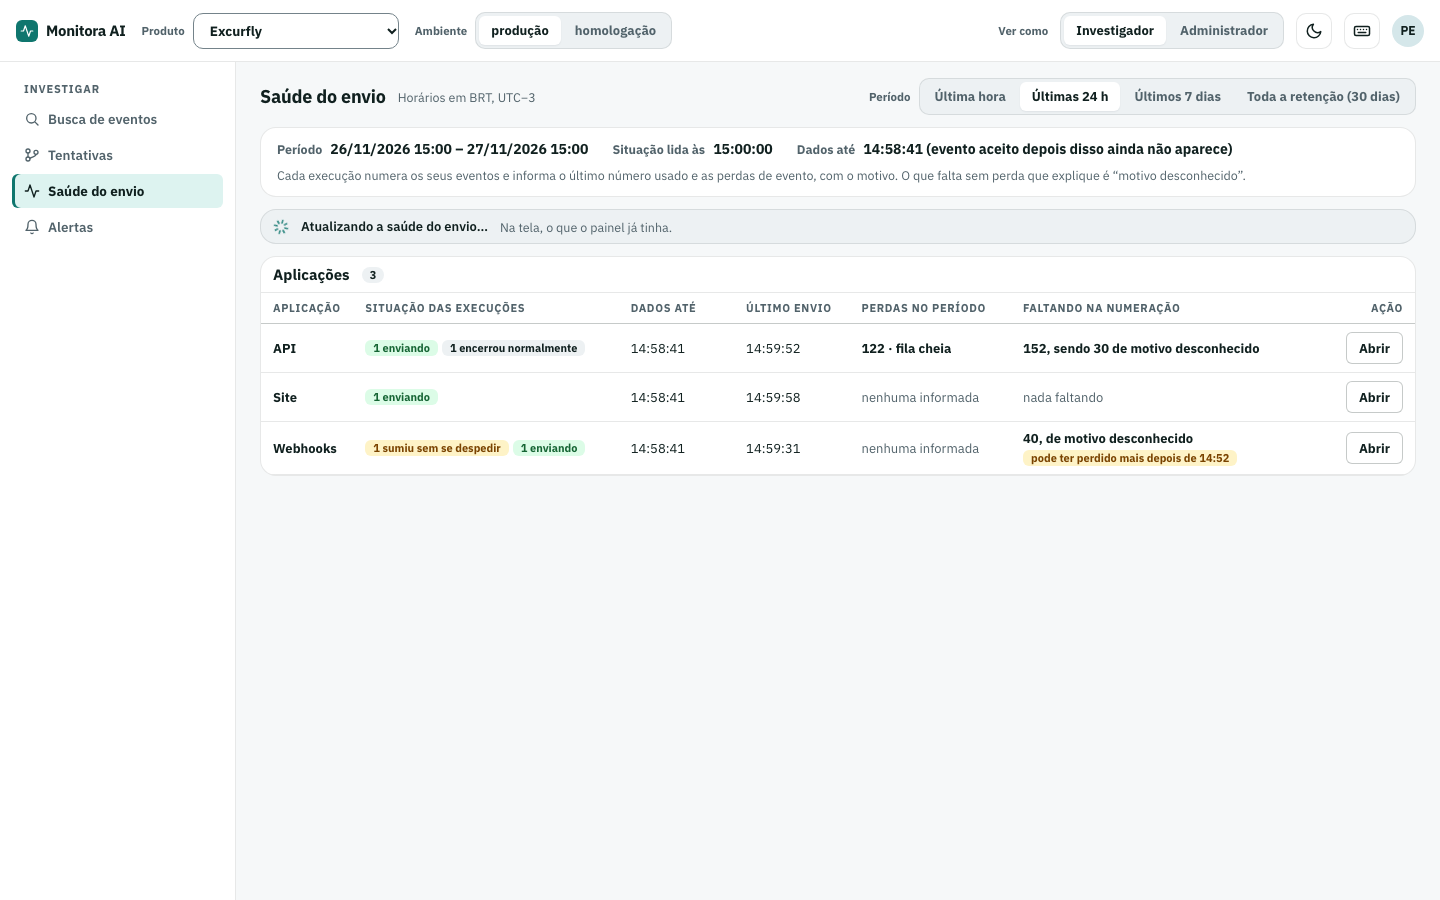 Monitora AI
Produto
Excurfly
Ambiente
produção
homologação
Ver como
Investigador
Administrador
PE
INVESTIGAR
Busca de eventos
Tentativas
Saúde do envio
Alertas
Saúde do envio
Horários em BRT, UTC−3
Período
Última hora
Últimas 24 h
Últimos 7 dias
Toda a retenção (30 dias)
Período 26/11/2026 15:00 – 27/11/2026 15:00 Situação lida às 15:00:00 Dados até 14:58:41 (evento aceito depois disso ainda não aparece)
Cada execução numera os seus eventos e informa o último número usado e as perdas de evento, com o motivo. O que falta sem perda que explique é “motivo desconhecido”.
Atualizando a saúde do envio... Na tela, o que o painel já tinha.
Aplicações 3
APLICAÇÃO SITUAÇÃO DAS EXECUÇÕES DADOS ATÉ ÚLTIMO ENVIO PERDAS NO PERÍODO FALTANDO NA NUMERAÇÃO AÇÃO
API 1 enviando 1 encerrou normalmente 14:58:41 14:59:52 122 · fila cheia 152, sendo 30 de motivo desconhecido Abrir
Site 1 enviando 14:58:41 14:59:58 nenhuma informada nada faltando Abrir
Webhooks 1 sumiu sem se despedir 1 enviando 14:58:41 14:59:31 nenhuma informada 40, de motivo desconhecido Abrir
pode ter perdido mais depois de 14:52